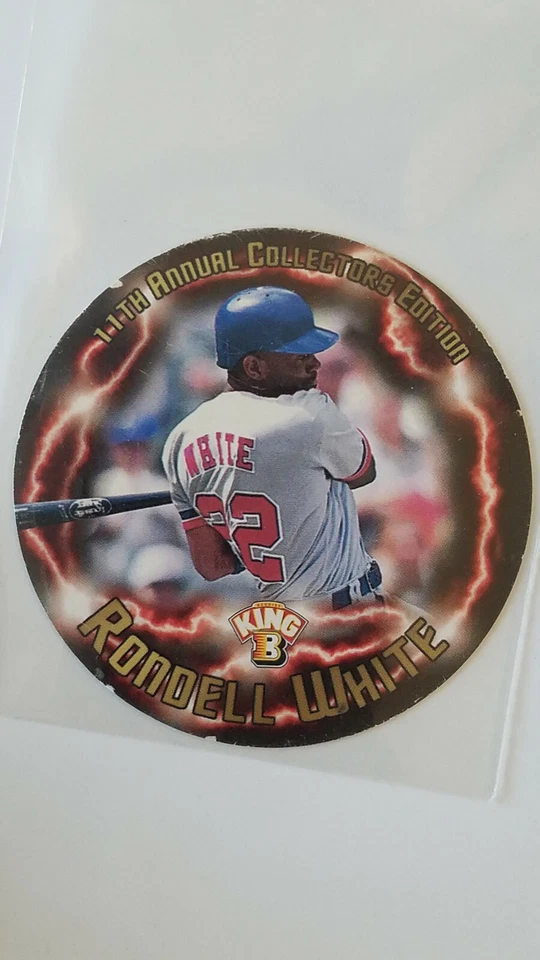 11TH ANNUAL COLLECTORS EDITION
WHITE
22
KING
B
RONDELL WHITE